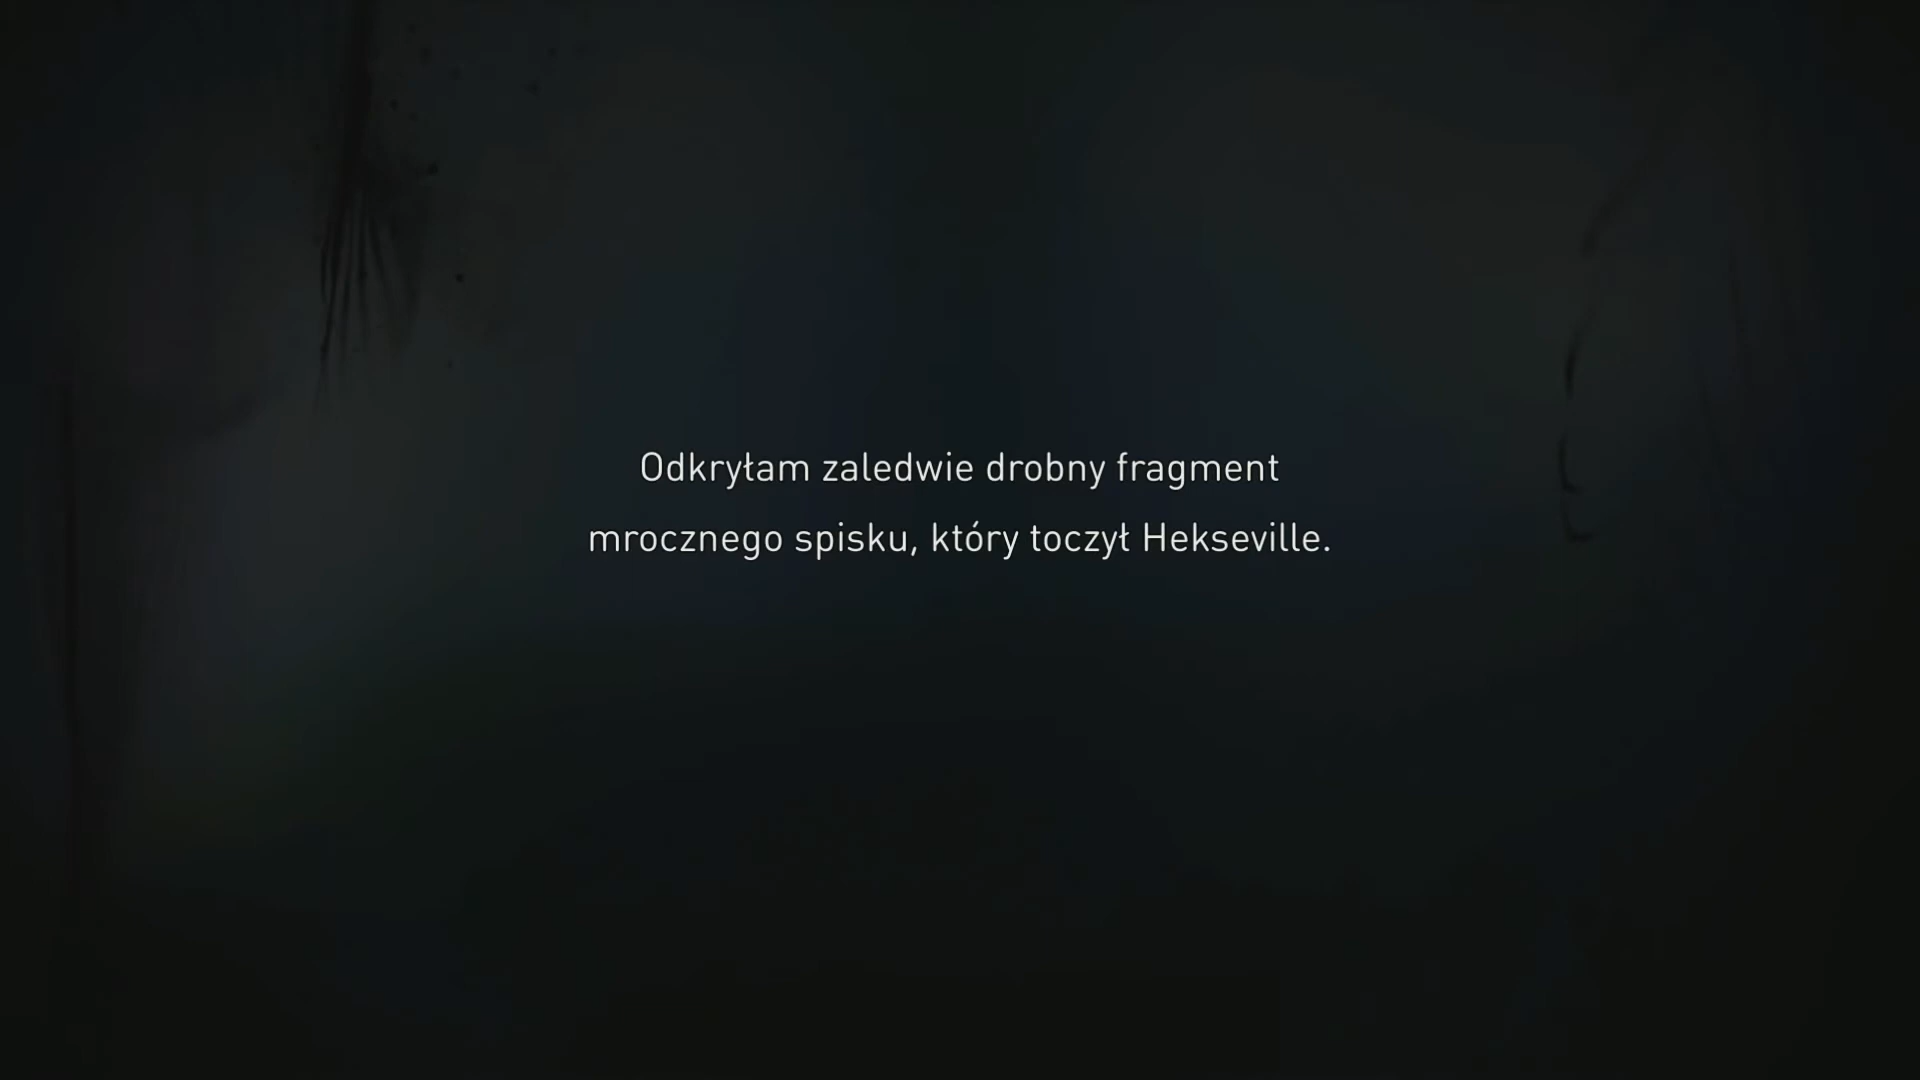 Odkryłam zaledwie drobny fragment
mrocznego spisku, który toczył Hekseville.